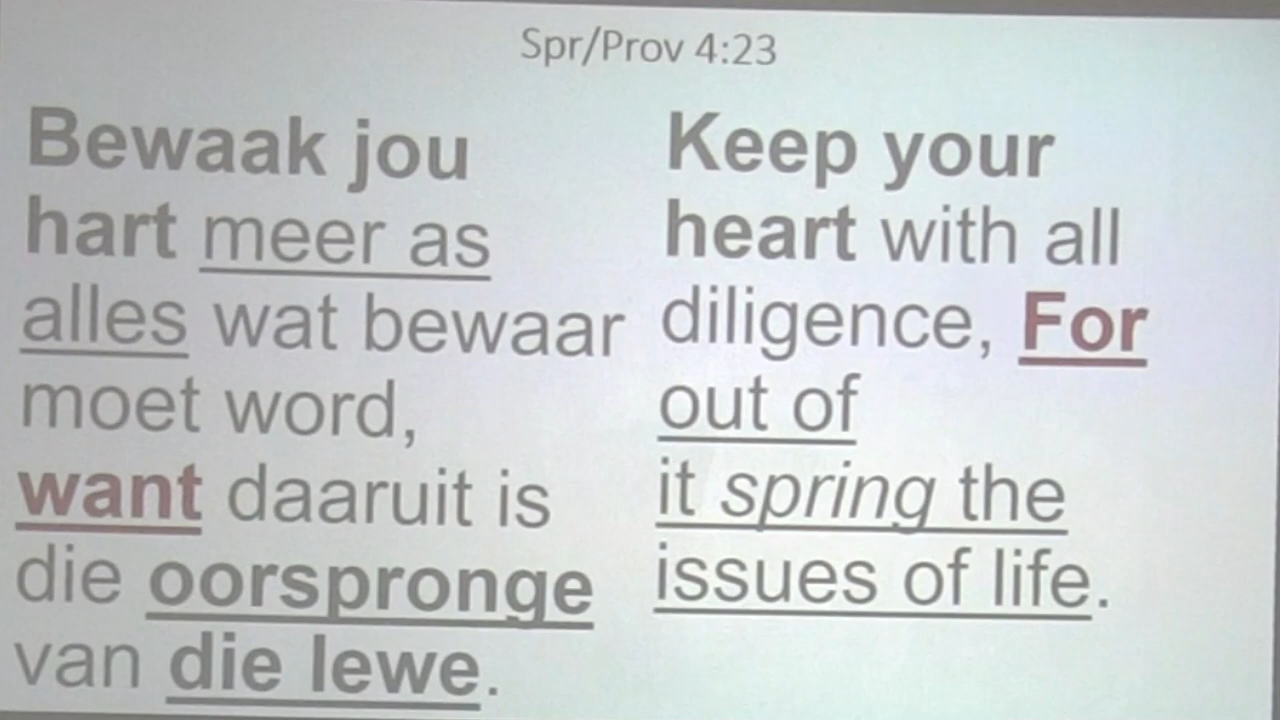 Spr/Prov 4:23
Bewaak jou
hart meer as
alles wat bewaar
moet word,
want daaruit is
die oorspronge
van die lewe.
Keep your
heart with all
diligence, For
out of
it spring the
issues of life.